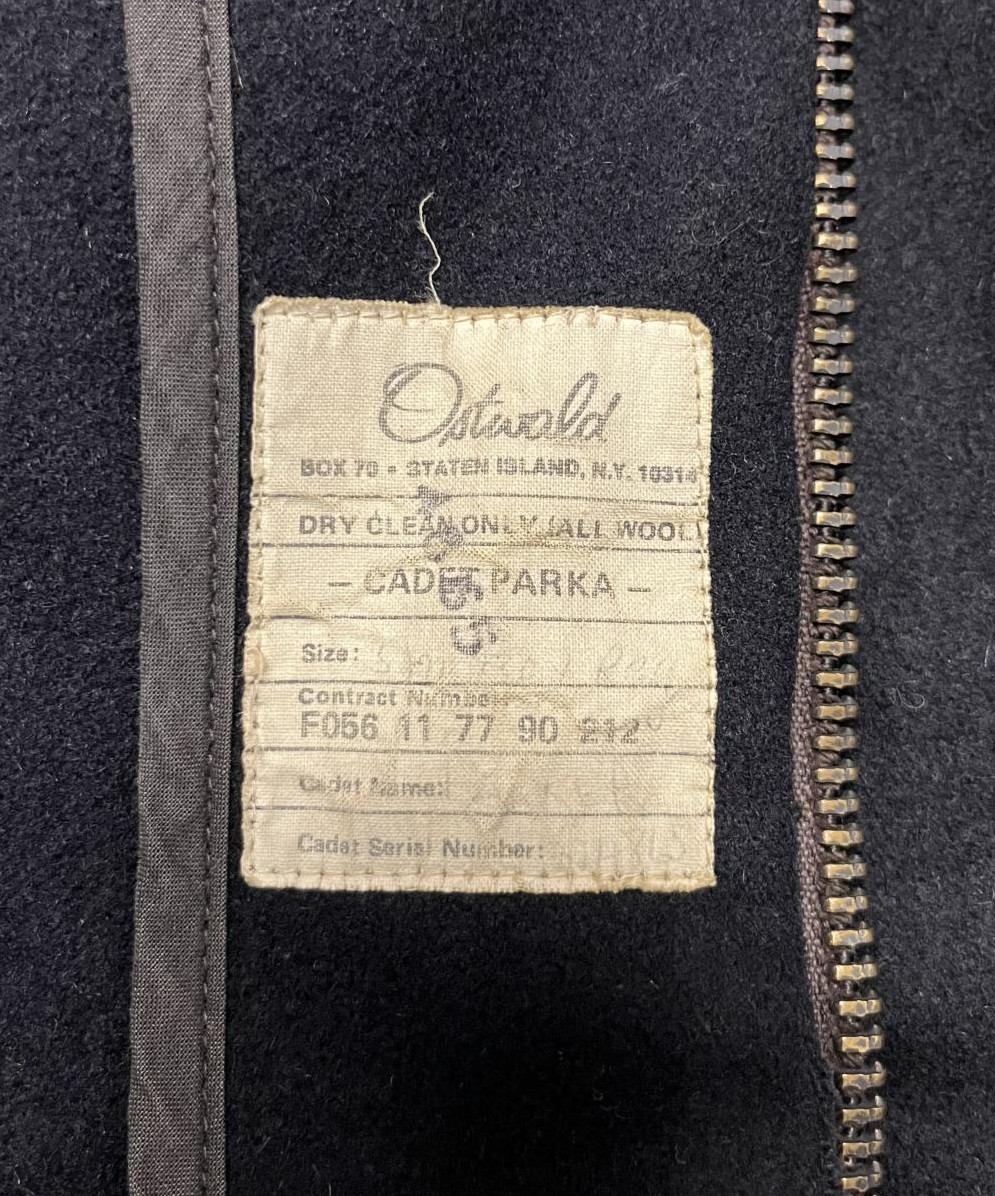 Ostwald
BOX 70 • STATEN ISLAND, N.Y. 10314
DRY CLEAN ONLY (ALL WOOL)
– CADET PARKA –
Size:
Contract Number:
F056 11 77 90 212
Cadet Name:
Cadet Serial Number: